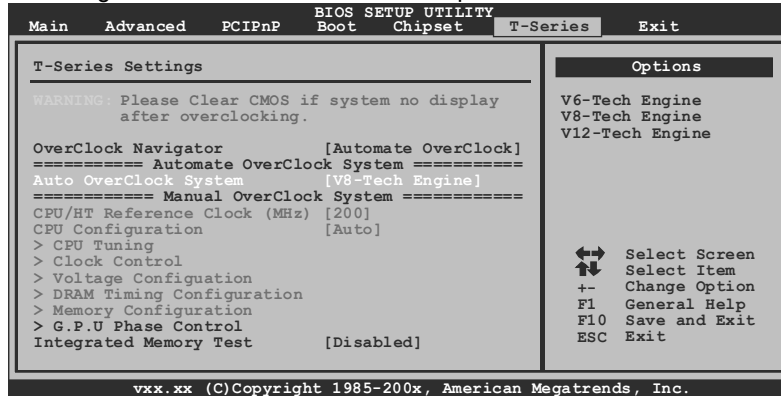 BIOS SETUP UTILITY
Main Advanced PCIPnP Boot Chipset T-Series Exit
T-Series Settings
WARNING: Please Clear CMOS if system no display
after overclocking.
OverClock Navigator [Automate OverClock]
=========== Automate OverClock System ===========
Auto OverClock System [V8-Tech Engine]
============ Manual OverClock System ============
CPU/HT Reference Clock (MHz) [200]
CPU Configuration [Auto]
> CPU Tuning
> Clock Control
> Voltage Configuation
> DRAM Timing Configuration
> Memory Configuration
> G.P.U Phase Control
Integrated Memory Test [Disabled]
Options
V6-Tech Engine
V8-Tech Engine
V12-Tech Engine
Select Screen
Select Item
+- Change Option
F1 General Help
F10 Save and Exit
ESC Exit
vxx.xx (C)Copyright 1985-200x, American Megatrends, Inc.